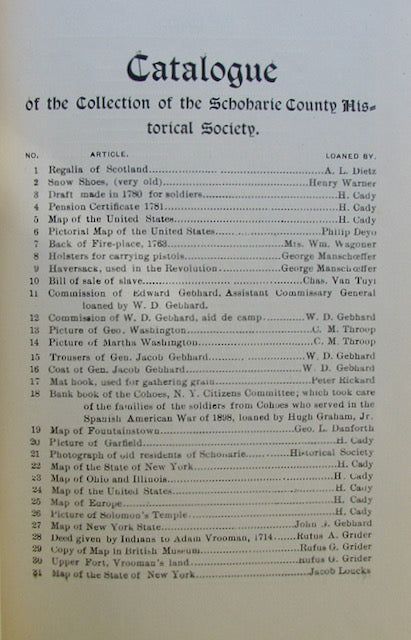 Catalogue
of the Collection of the Schoharie County His-
torical Society.
NO. ARTICLE. LOANED BY.
1 Regalia of Scotland A. L. Dietz
2 Snow Shoes, (very old) Henry Warner
3 Draft made in 1780 for soldiers H. Cady
4 Pension Certificate 1781 H. Cady
5 Map of the United States H. Cady
6 Pictorial Map of the United States Philip Deyo
7 Back of Fire-place, 1763 Mrs. Wm. Wagoner
8 Holsters for carrying pistols George Manschœffer
9 Haversack, used in the Revolution George Manschœffer
10 Bill of sale of slave Chas. Van Tuyl
11 Commission of Edward Gebhard, Assistant Commissary General
loaned by W. D. Gebhard.
12 Commission of W. D. Gebhard, aid de camp W. D. Gebhard
13 Picture of Geo. Washington C. M. Throop
14 Picture of Martha Washington C. M. Throop
15 Trousers of Gen. Jacob Gebhard W. D. Gebhard
16 Coat of Gen. Jacob Gebhard W. D. Gebhard
17 Mat hook, used for gathering grain Peter Rickard
18 Bank book of the Cohoes, N. Y. Citizens Committee; which took care
of the families of the soldiers from Cohoes who served in the
Spanish American War of 1898, loaned by Hugh Graham, Jr.
19 Map of Fountainstown Geo. L. Danforth
20 Picture of Garfield H. Cady
21 Photograph of old residents of Schoharie Historical Society
22 Map of the State of New York H. Cady
23 Map of Ohio and Illinois H. Cady
24 Map of the United States H. Cady
25 Map of Europe H. Cady
26 Picture of Solomon's Temple H. Cady
27 Map of New York State John G. Gebhard
28 Deed given by Indians to Adam Vrooman, 1714 Rufus A. Grider
29 Copy of Map in British Museum Rufus G. Grider
30 Upper Fort, Vrooman's land Rufus G. Grider
31 Map of the State of New York Jacob Loucks